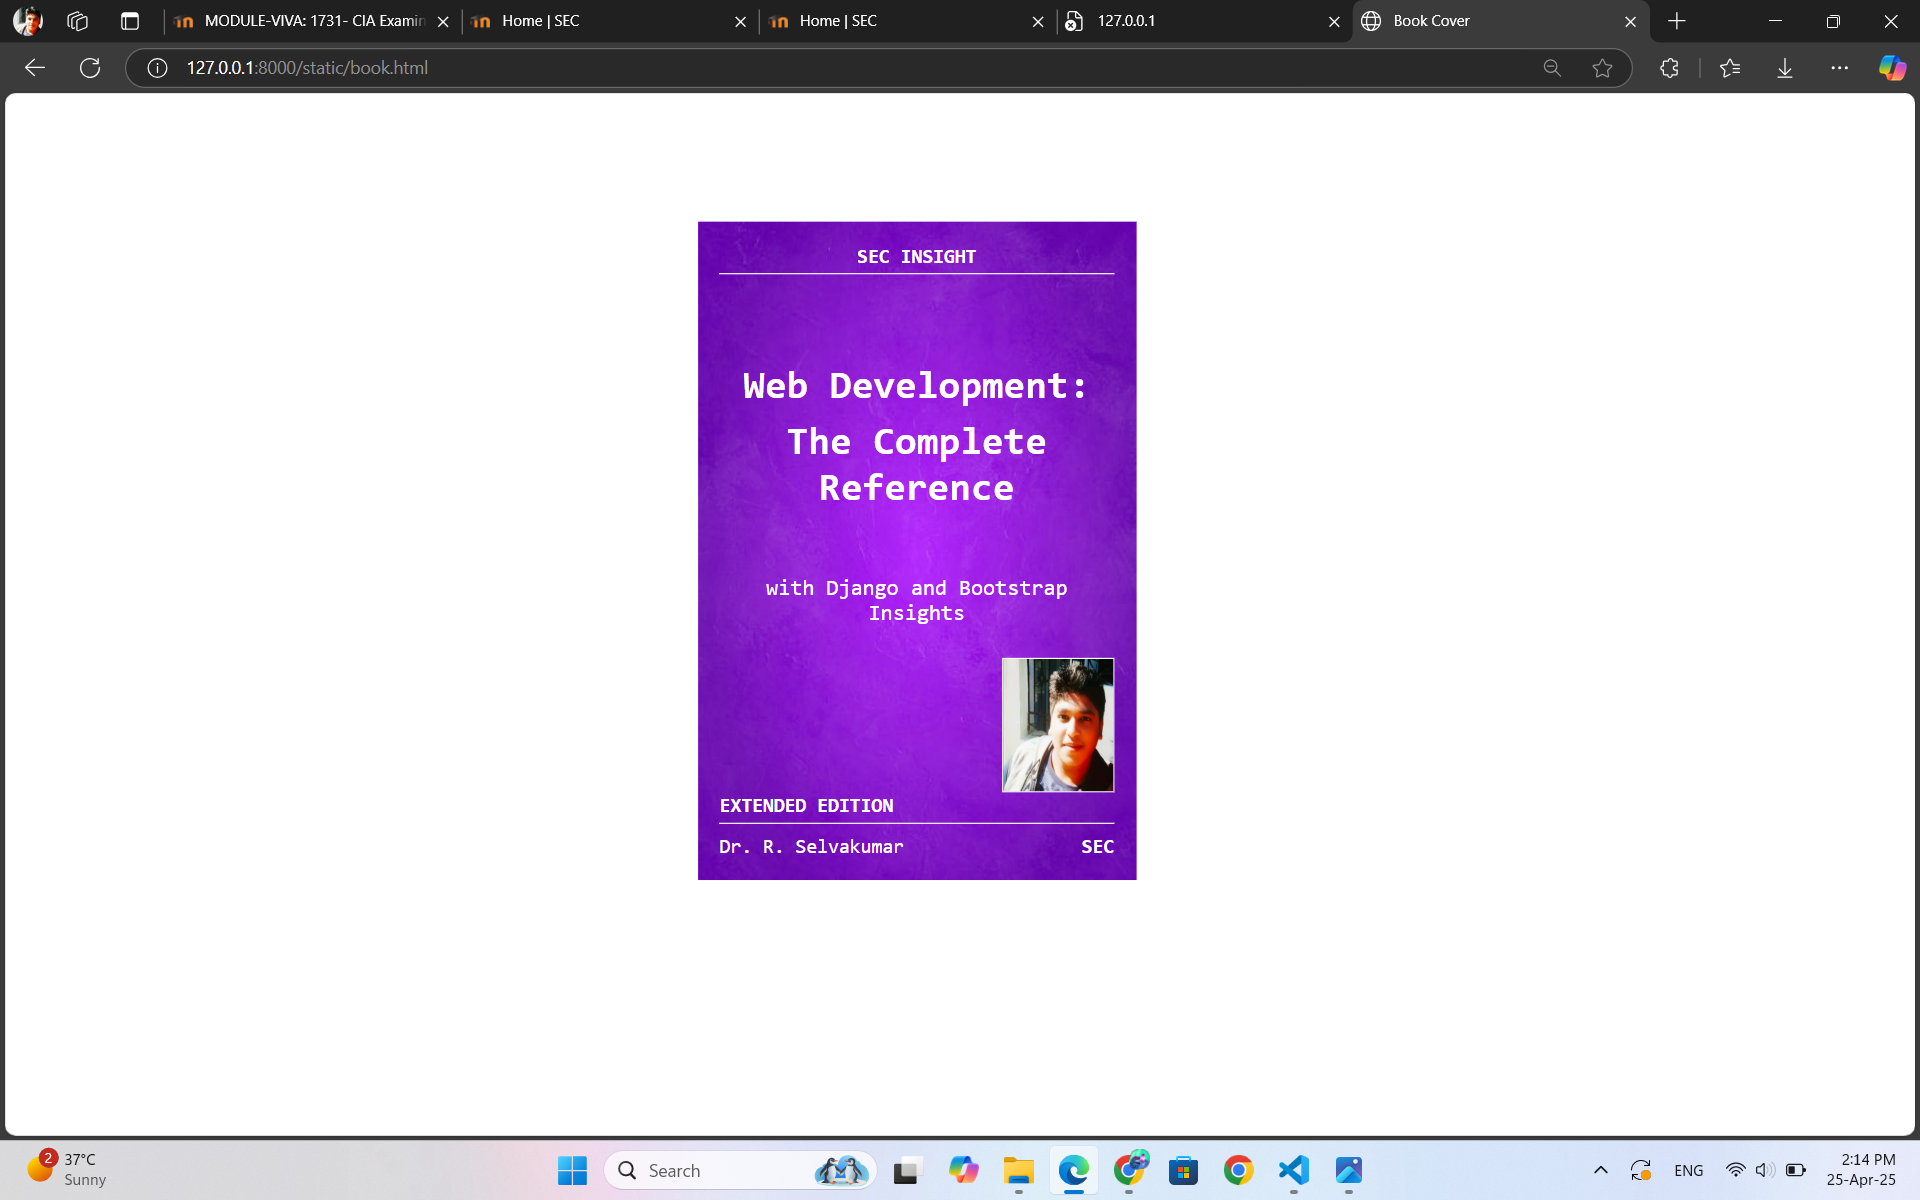 MODULE-VIVA: 1731- CIA Examin
Home | SEC
Home | SEC
127.0.0.1
Book Cover
127.0.0.1:8000/static/book.html
SEC INSIGHT
Web Development:
The Complete
Reference
with Django and Bootstrap
Insights
EXTENDED EDITION
Dr. R. Selvakumar SEC
2
37°C
Sunny
Search
ENG
2:14 PM
25-Apr-25